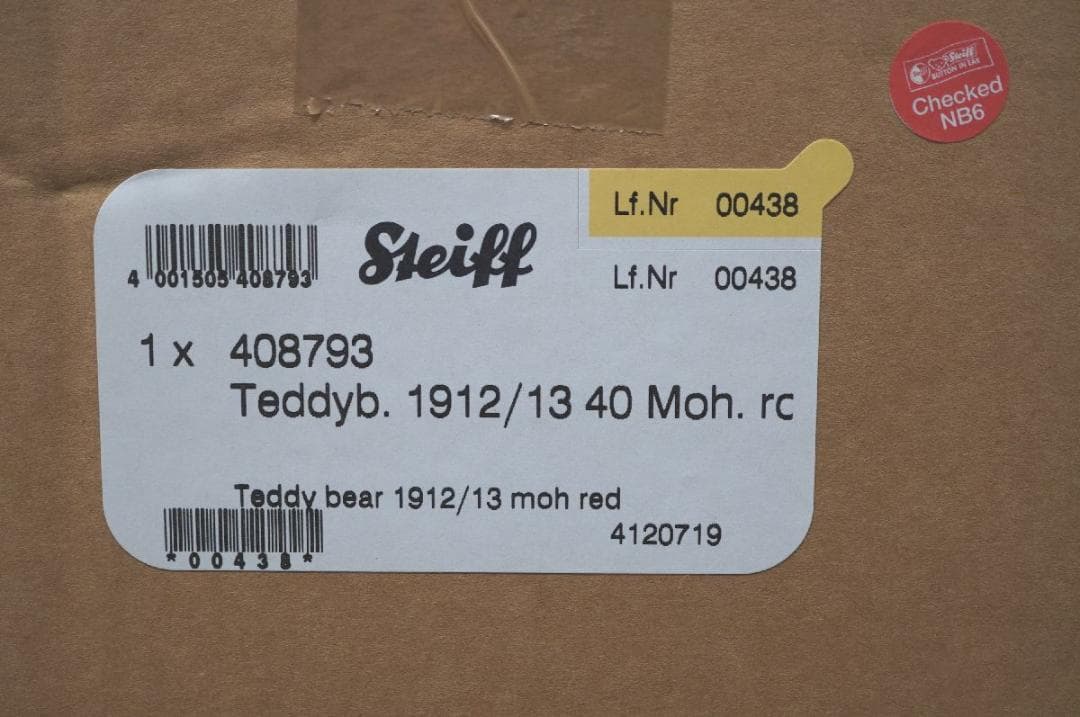 Steiff
BUTTON IN EAR
Checked
NB6
Lf.Nr 00438
4 001505 408793
Steiff
Lf.Nr 00438
1 x 408793
Teddyb. 1912/13 40 Moh. rc
Teddy bear 1912/13 moh red
4120719
*00438*